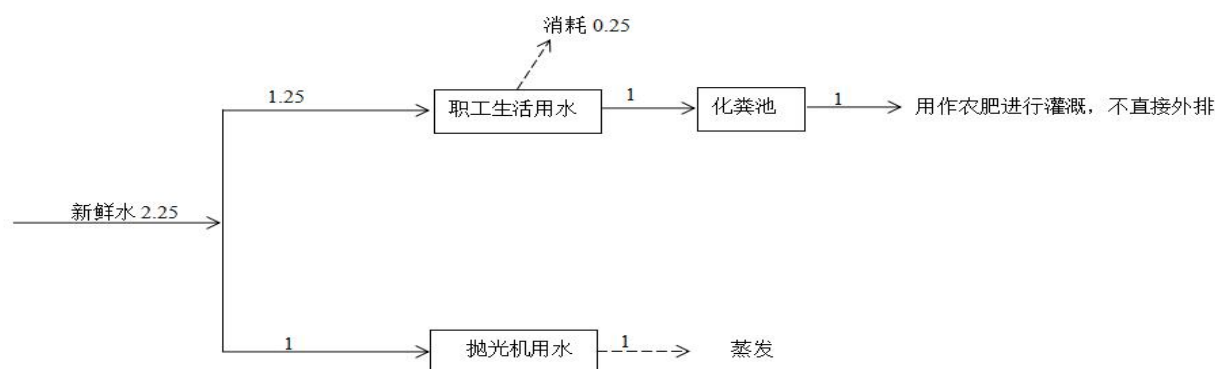 消耗 0.25
1.25
职工生活用水
1
化粪池
1
用作农肥进行灌溉，不直接外排
新鲜水 2.25
1
抛光机用水
1
蒸发